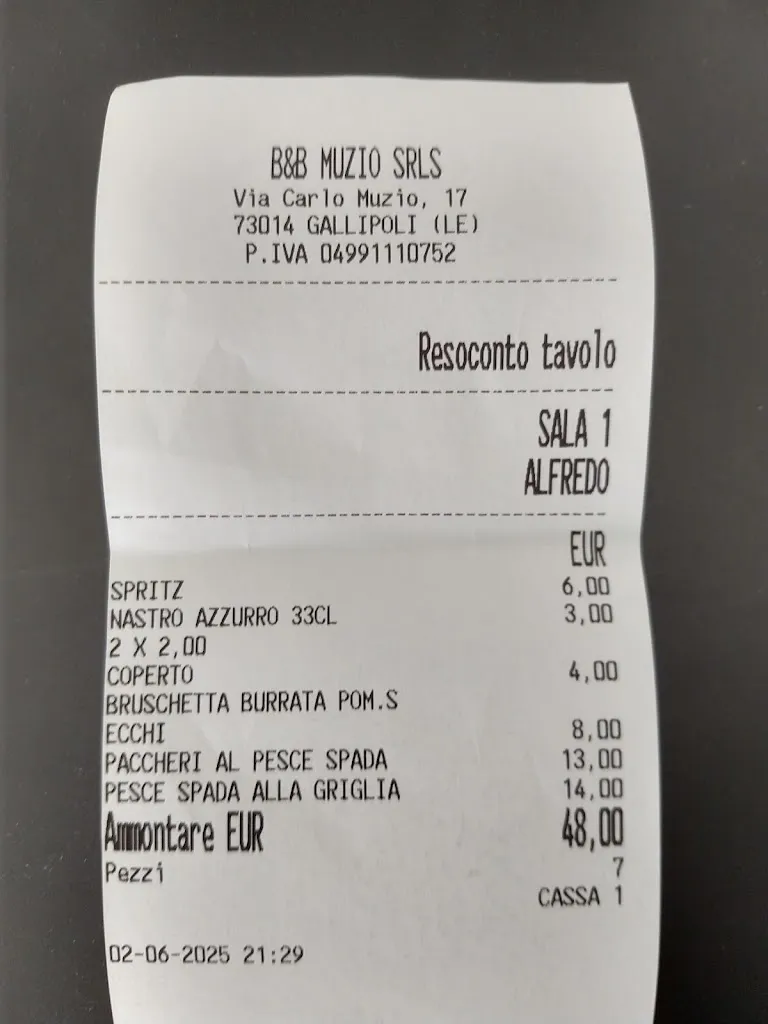 B&B MUZIO SRLS
Via Carlo Muzio, 17
73014 GALLIPOLI (LE)
P.IVA 04991110752
Resoconto tavolo
SALA 1
ALFREDO
EUR
SPRITZ 6,00
NASTRO AZZURRO 33CL 3,00
2 X 2,00
COPERTO 4,00
BRUSCHETTA BURRATA POM.S
ECCHI 8,00
PACCHERI AL PESCE SPADA 13,00
PESCE SPADA ALLA GRIGLIA 14,00
Ammontare EUR 48,00
Pezzi 7
CASSA 1
02-06-2025 21:29